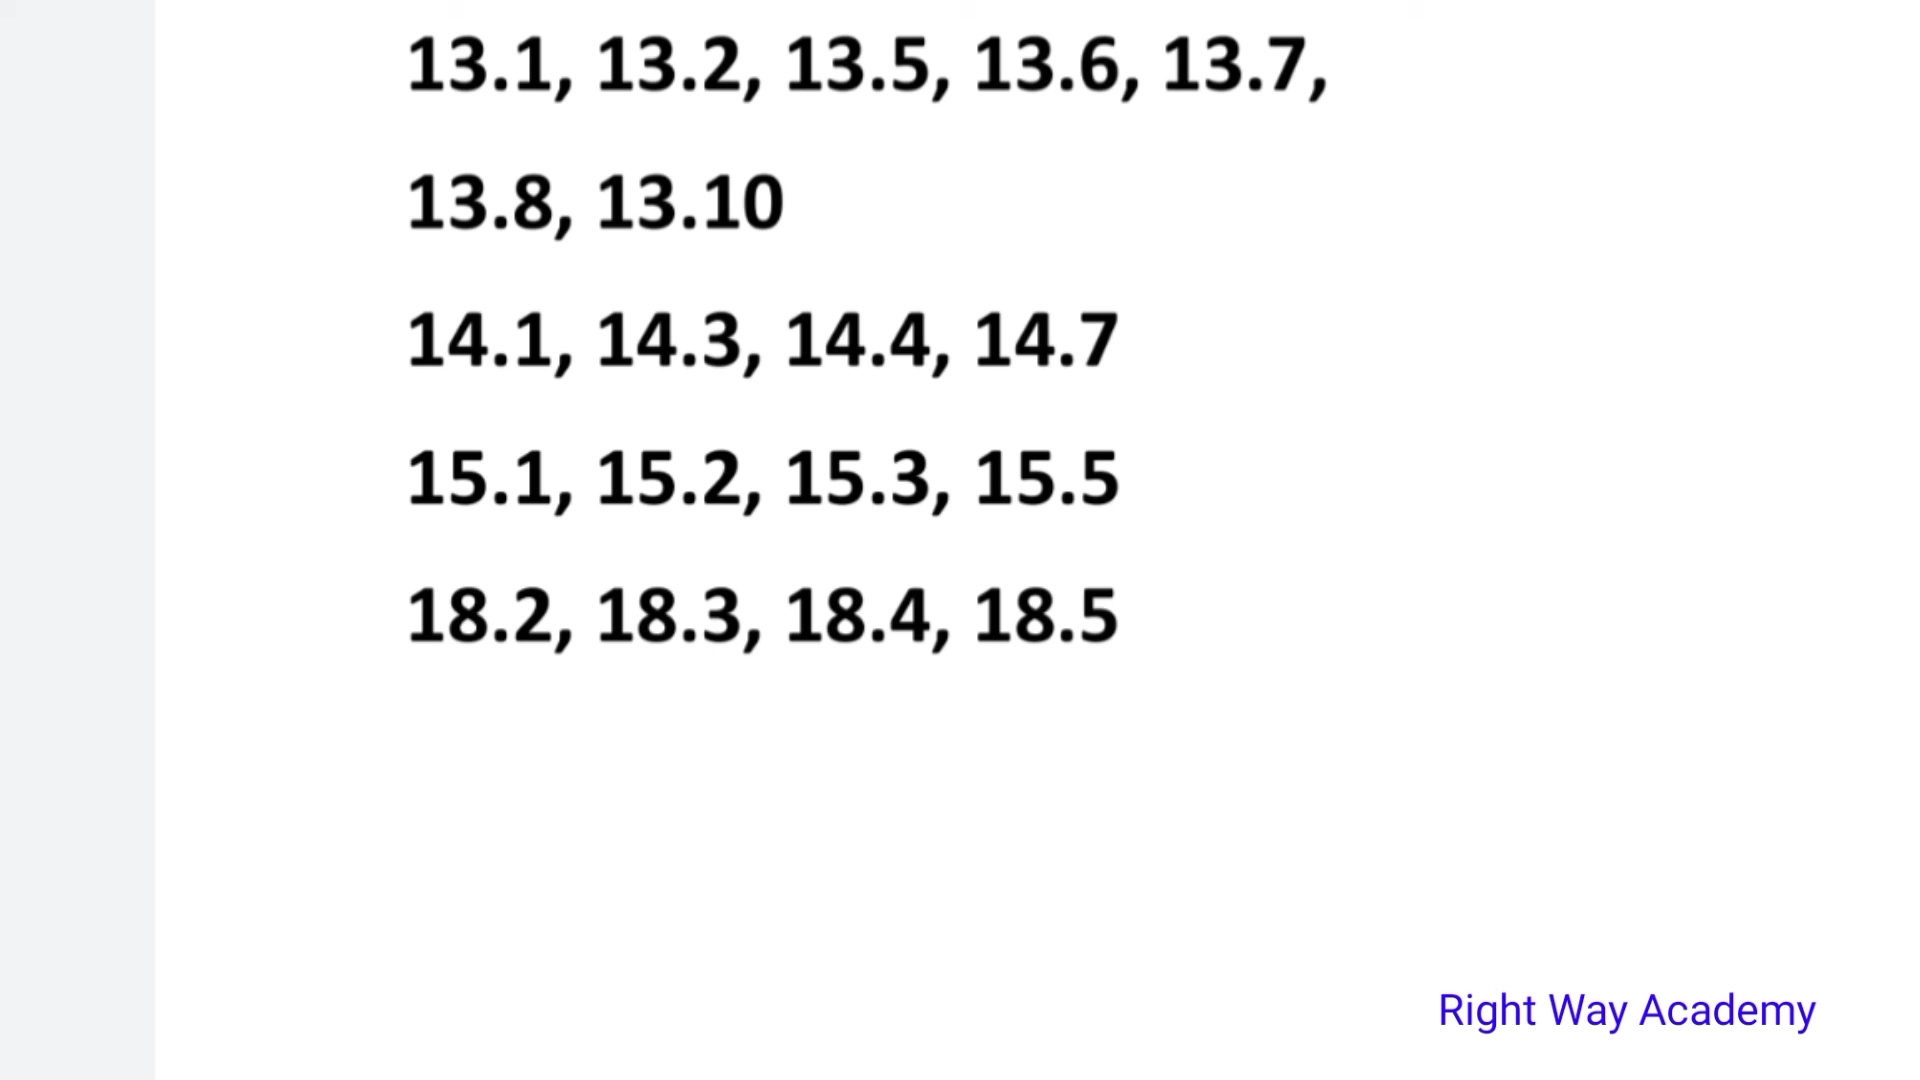 13.1, 13.2, 13.5, 13.6, 13.7,
13.8, 13.10
14.1, 14.3, 14.4, 14.7
15.1, 15.2, 15.3, 15.5
18.2, 18.3, 18.4, 18.5
Right Way Academy